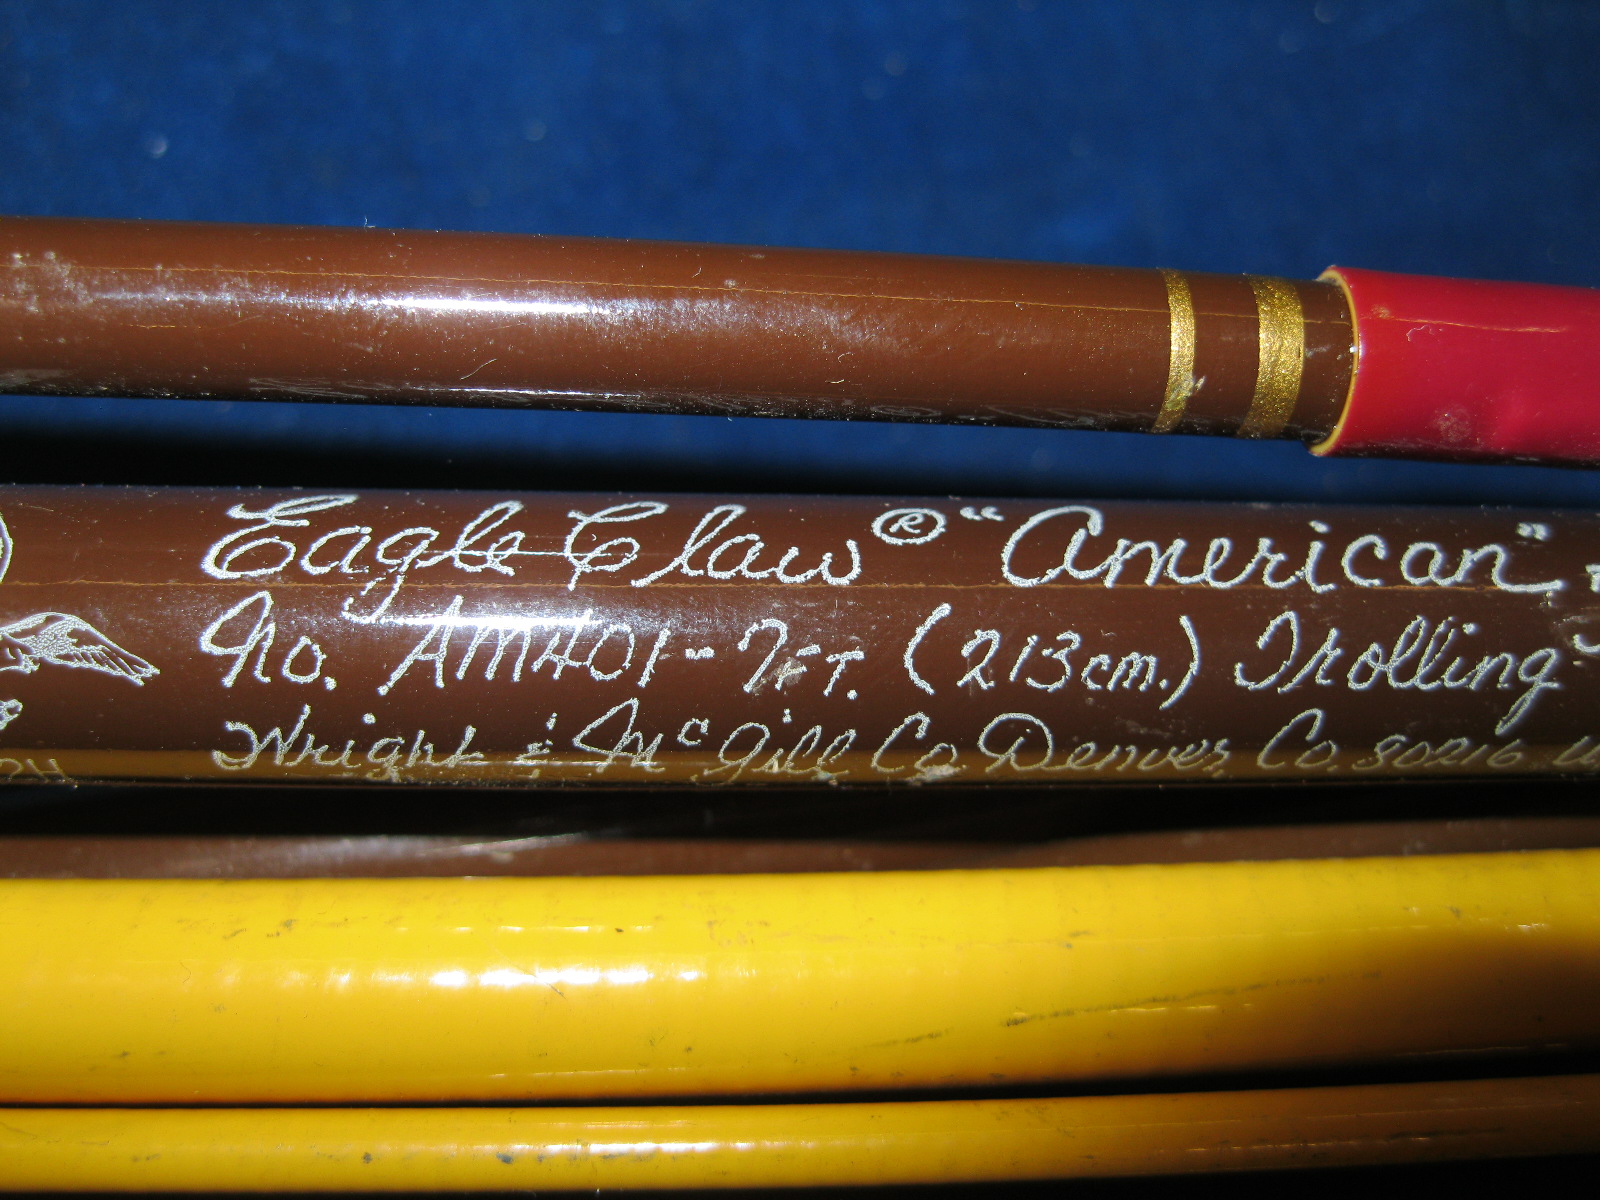 Eagle Claw ® "American"
No. AM401-7FT. (213cm.) Trolling
Wright & McGill Co. Denver, Co. 80216